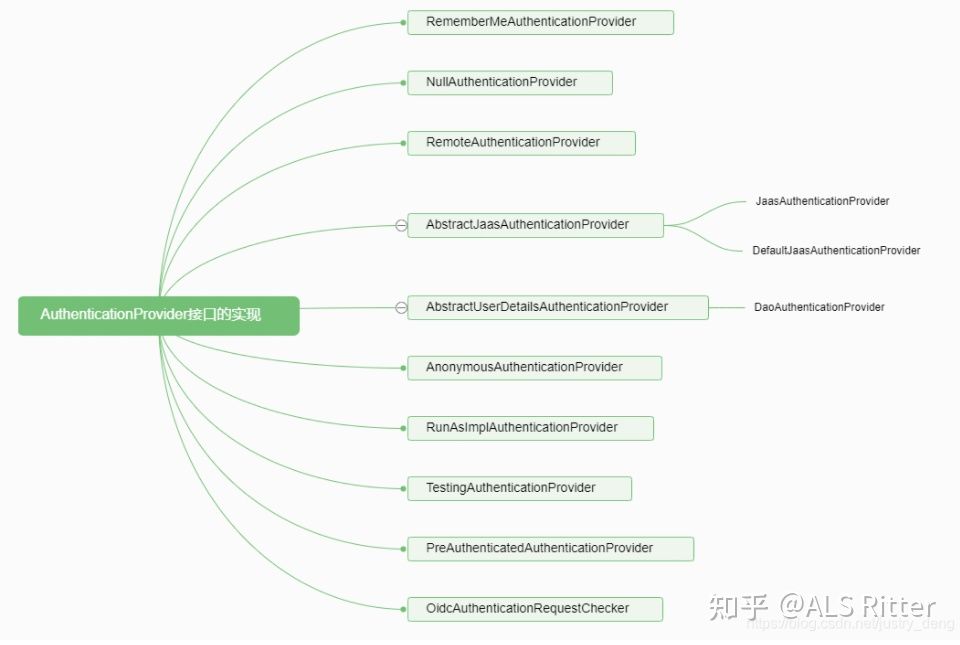 RememberMeAuthenticationProvider
NullAuthenticationProvider
RemoteAuthenticationProvider
AbstractJaasAuthenticationProvider
JaasAuthenticationProvider
DefaultJaasAuthenticationProvider
AuthenticationProvider接口的实现
AbstractUserDetailsAuthenticationProvider
DaoAuthenticationProvider
AnonymousAuthenticationProvider
RunAsImplAuthenticationProvider
TestingAuthenticationProvider
PreAuthenticatedAuthenticationProvider
OidcAuthenticationRequestChecker
知乎 @ALS Ritter
https://blog.csdn.net/justry_deng